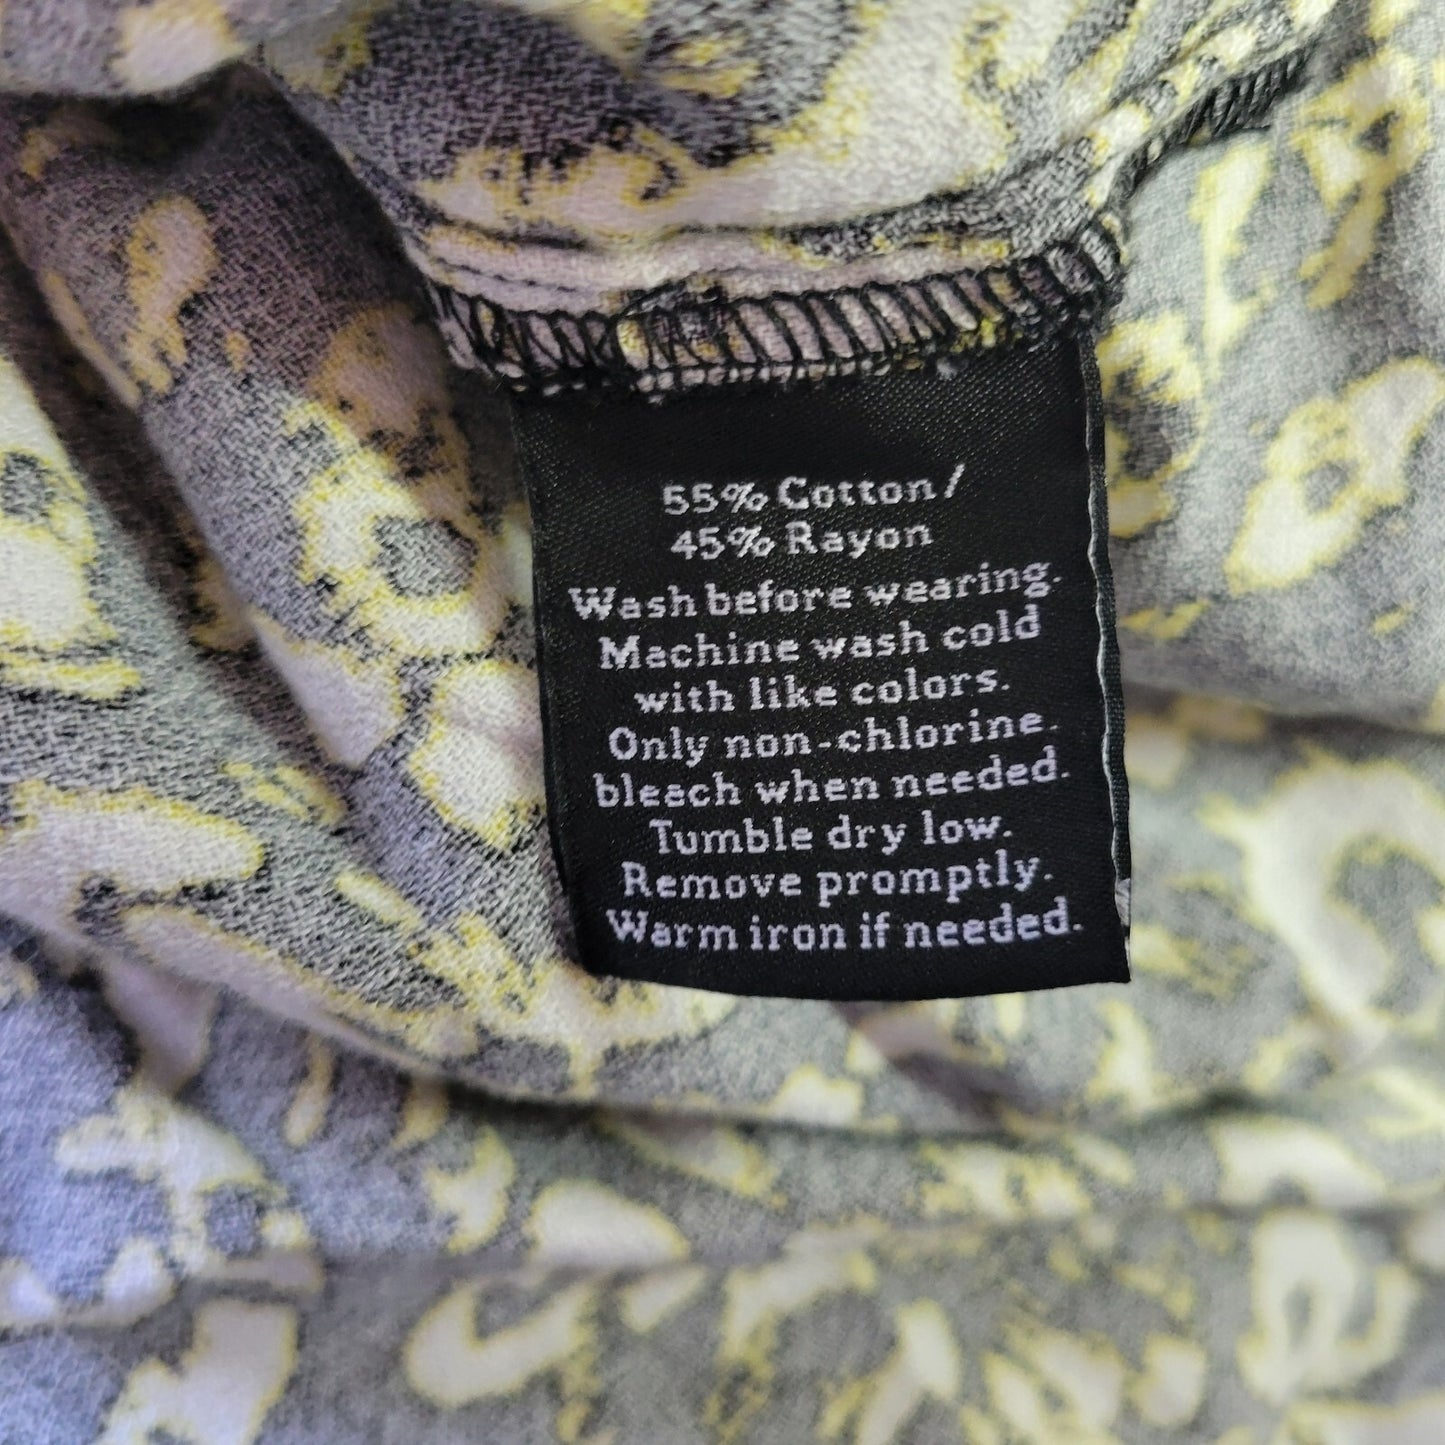 55% Cotton/
45% Rayon
Wash before wearing.
Machine wash cold
with like colors.
Only non-chlorine
bleach when needed.
Tumble dry low.
Remove promptly.
Warm iron if needed.